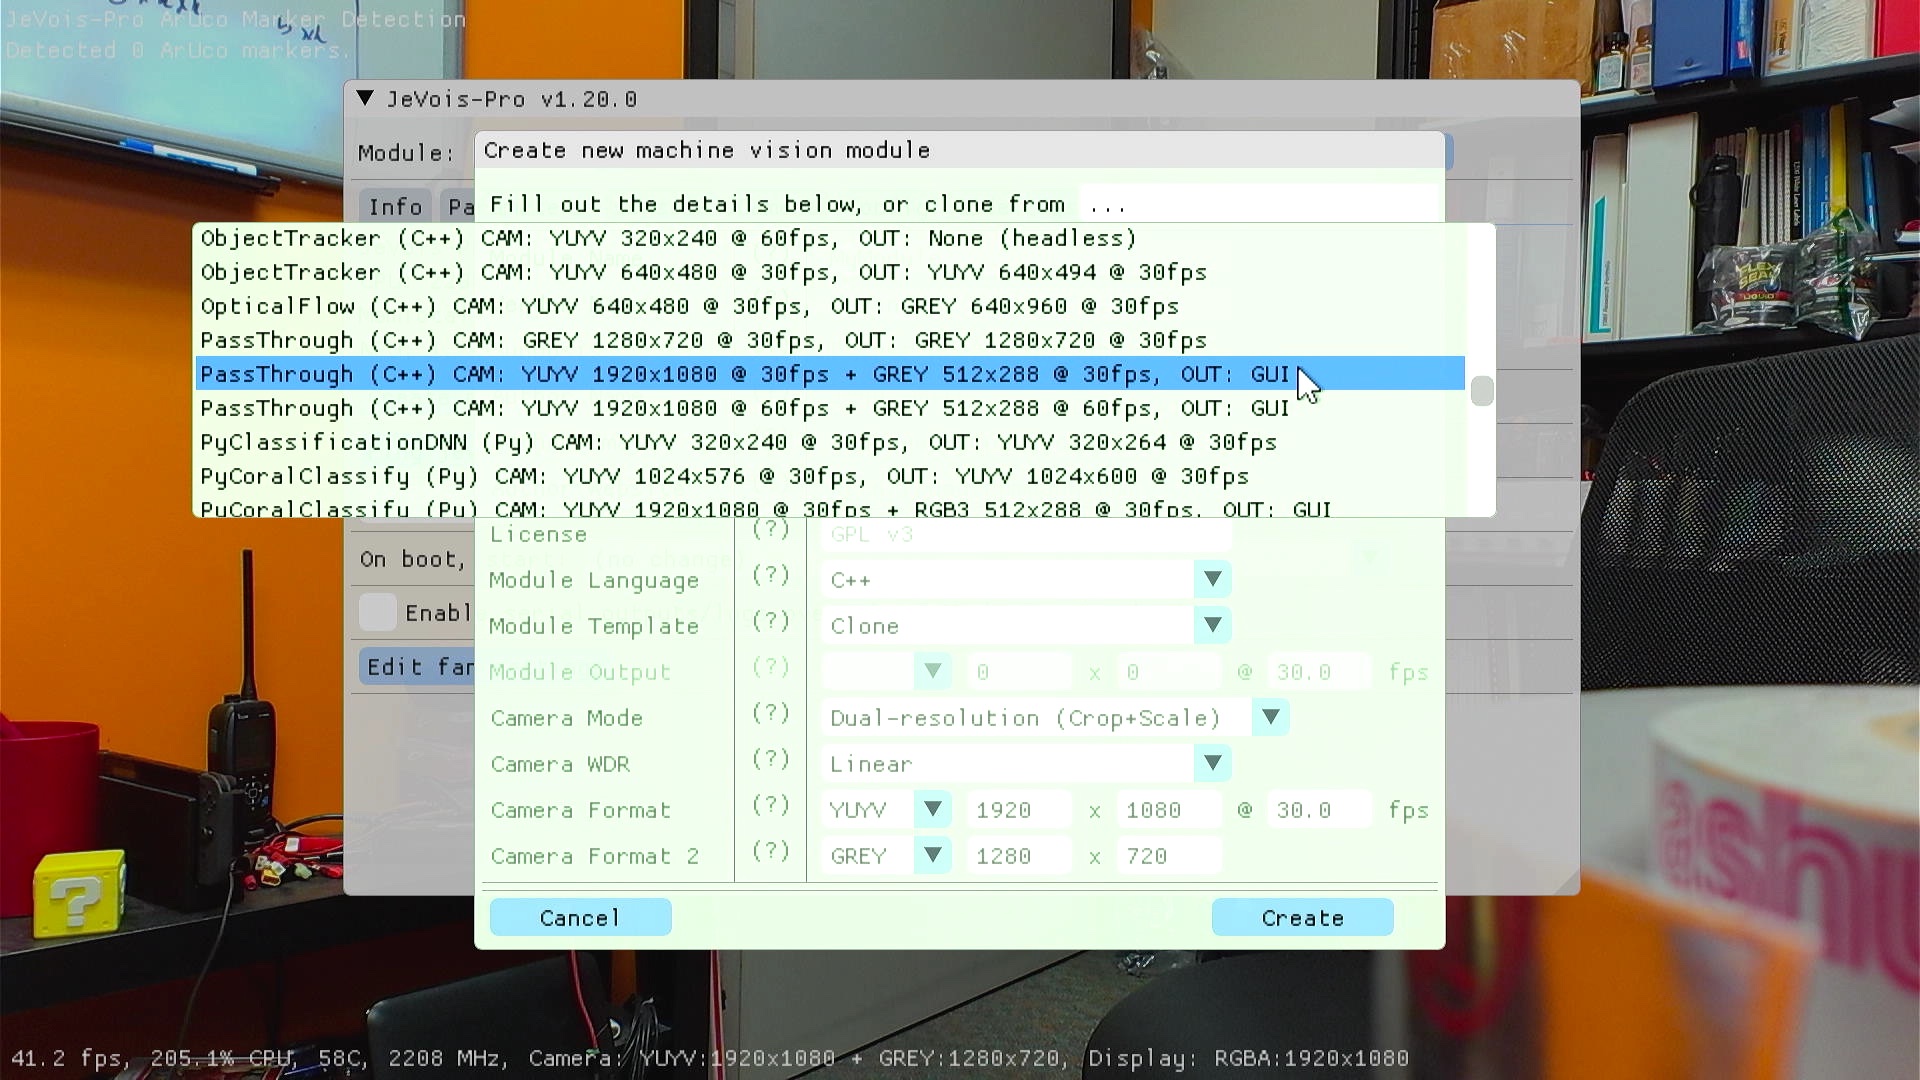 JeVois-Pro ArUco Marker Detection
Detected 0 ArUco markers.
JeVois-Pro v1.20.0
Module:
Create new machine vision module
Info
Pa
Fill out the details below, or clone from ...
ObjectTracker (C++) CAM: YUYV 320x240 @ 60fps, OUT: None (headless)
ObjectTracker (C++) CAM: YUYV 640x480 @ 30fps, OUT: YUYV 640x494 @ 30fps
OpticalFlow (C++) CAM: YUYV 640x480 @ 30fps, OUT: GREY 640x960 @ 30fps
PassThrough (C++) CAM: GREY 1280x720 @ 30fps, OUT: GREY 1280x720 @ 30fps
PassThrough (C++) CAM: YUYV 1920x1080 @ 30fps + GREY 512x288 @ 30fps, OUT: GUI
PassThrough (C++) CAM: YUYV 1920x1080 @ 60fps + GREY 512x288 @ 60fps, OUT: GUI
PyClassificationDNN (Py) CAM: YUYV 320x240 @ 30fps, OUT: YUYV 320x264 @ 30fps
PyCoralClassify (Py) CAM: YUYV 1024x576 @ 30fps, OUT: YUYV 1024x600 @ 30fps
PyCoralClassify (Py) CAM: YUYV 1920x1080 @ 30fps + RGB3 512x288 @ 30fps, OUT: GUI
License (?) GPL v3
On boot, start (no change)
Module Language (?) C++
Enabl
Module Template (?) Clone
Edit fan
Module Output (?) 0 x 0 @ 30.0 fps
Camera Mode (?) Dual-resolution (Crop+Scale)
Camera WDR (?) Linear
Camera Format (?) YUYV 1920 x 1080 @ 30.0 fps
Camera Format 2 (?) GREY 1280 x 720
Cancel
Create
FLEX SEAL LIQUID
ashu
41.2 fps, 205.1% CPU, 58C, 2208 MHz, Camera: YUYV:1920x1080 + GREY:1280x720, Display: RGBA:1920x1080